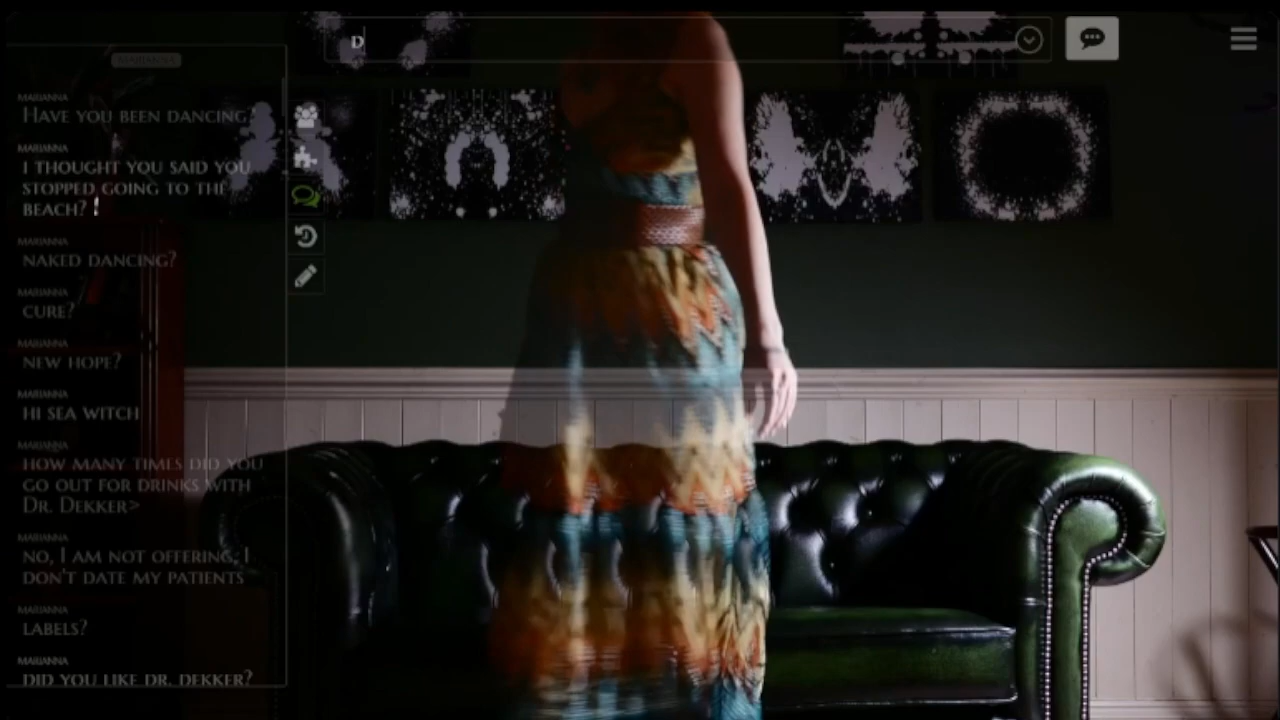 D
MARIANNA
MARIANNA
HAVE YOU BEEN DANCING
MARIANNA
I THOUGHT YOU SAID YOU
STOPPED GOING TO THE
BEACH?
MARIANNA
NAKED DANCING?
MARIANNA
CURE?
MARIANNA
NEW HOPE?
MARIANNA
HI SEA WITCH
MARIANNA
HOW MANY TIMES DID YOU
GO OUT FOR DRINKS WITH
DR. DEKKER>
MARIANNA
NO, I AM NOT OFFERING; I
DON'T DATE MY PATIENTS
MARIANNA
LABELS?
MARIANNA
DID YOU LIKE DR. DEKKER?